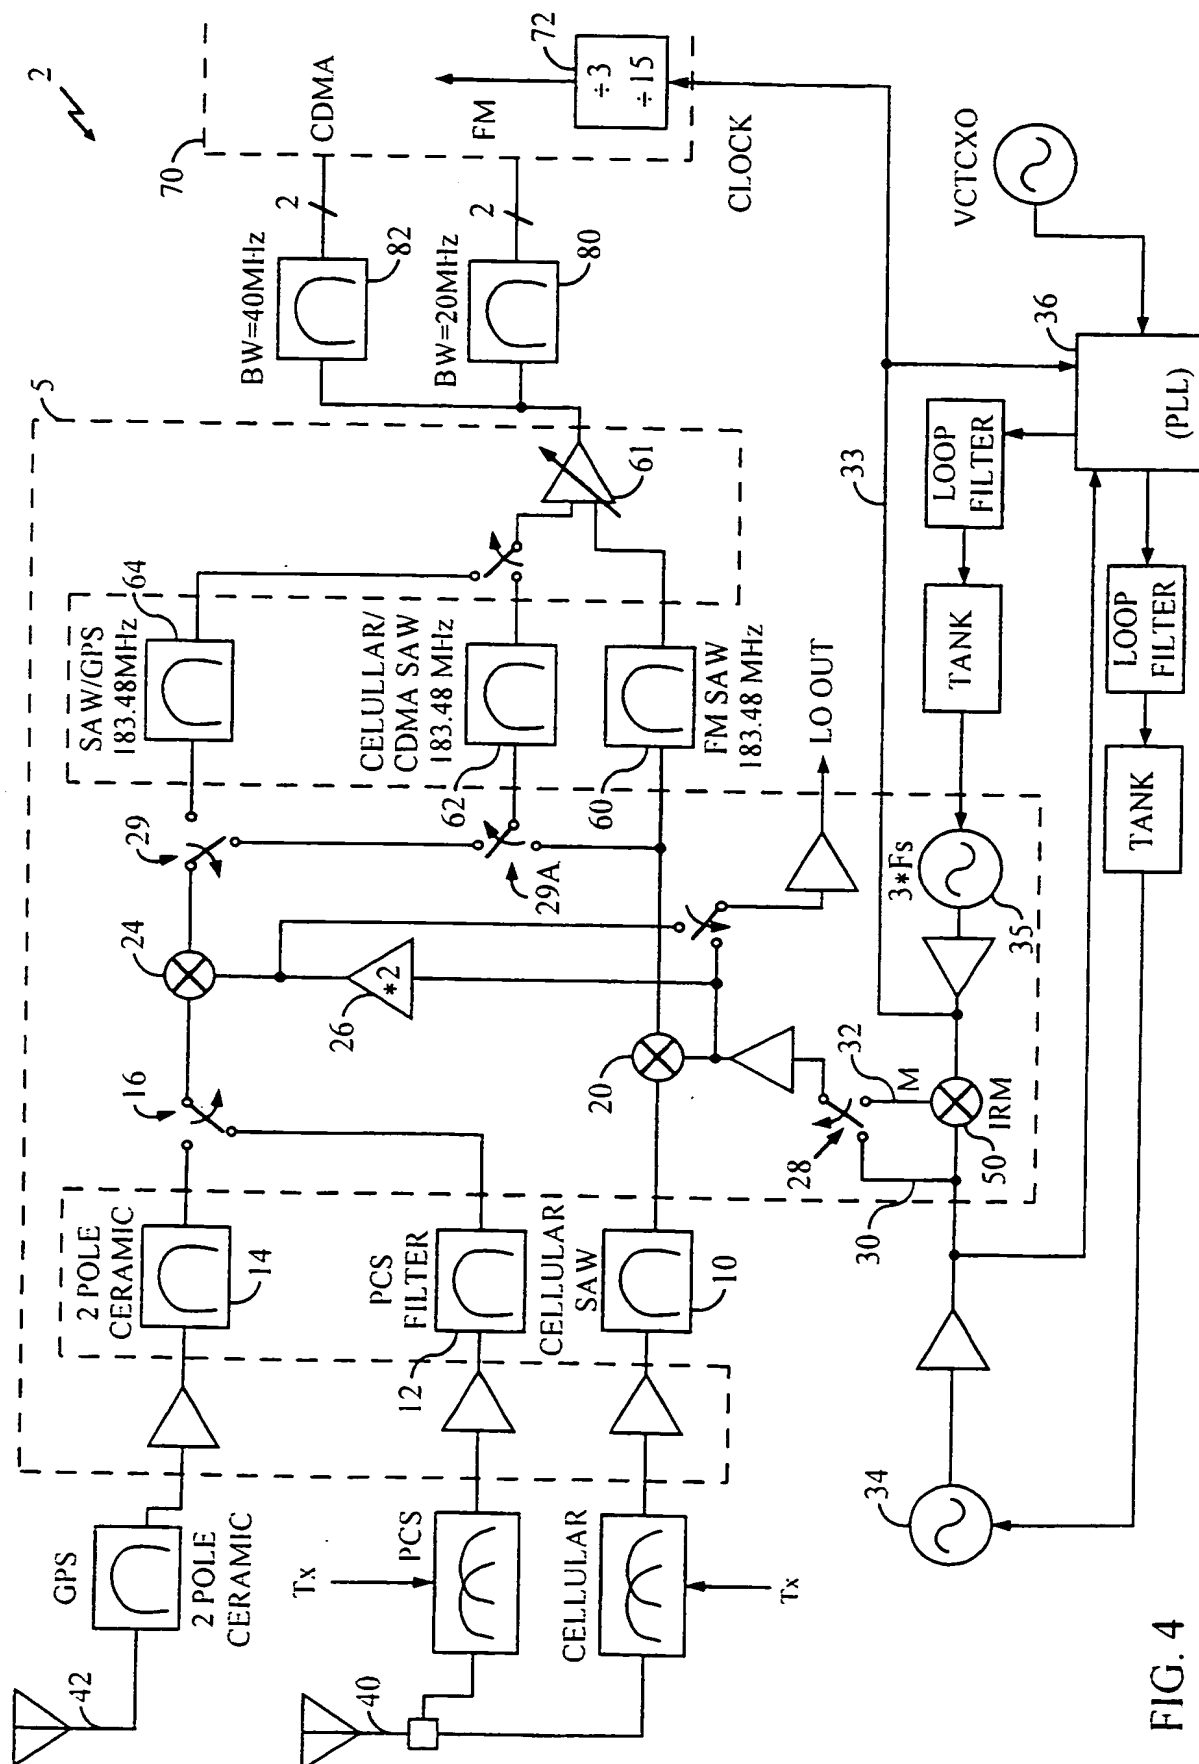 2
70
CDMA
FM
72
÷3
÷15
CLOCK
VCTCXO
2
2
BW=40MHz
82
BW=20MHz
80
36
(PLL)
5
61
33
LOOP
FILTER
LOOP
FILTER
SAW/GPS
183.48MHz
64
CELULLAR/
CDMA SAW
183.48 MHz
62
FM SAW
183.48 MHz
60
LO OUT
TANK
TANK
29
29A
3*Fs
35
24
*2
26
20
16
28
32
M
IRM
50
30
2 POLE
CERAMIC
14
PCS
FILTER
12
CELLULAR
SAW
10
34
GPS
2 POLE
CERAMIC
Tx
PCS
CELLULAR
Tx
42
40
FIG. 4